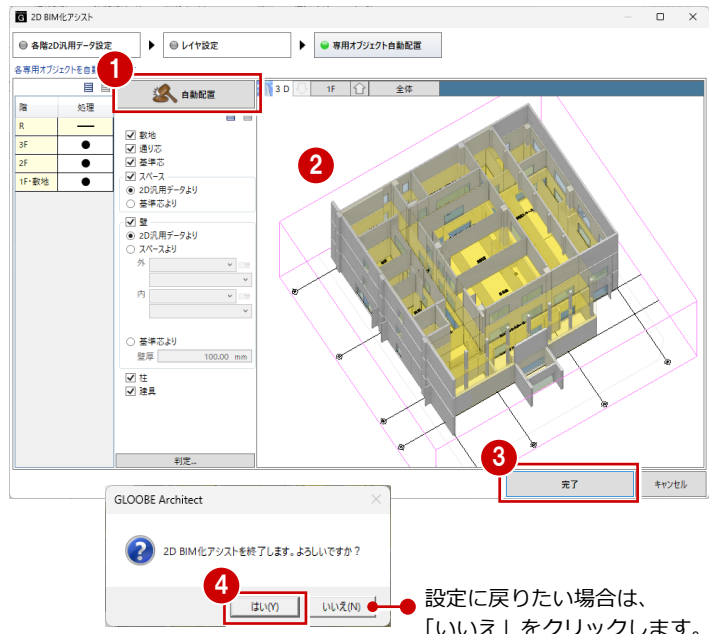 2D BIM化アシスト
各階2D汎用データ設定
レイヤ設定
専用オブジェクト自動配置
各専用オブジェクトを自
1
自動配置
3 D
1F
全体
階 処理
R
3F ●
2F ●
1F・敷地 ●
敷地
通り芯
基準芯
スペース
2D汎用データより
基準芯より
壁
2D汎用データより
スペースより
外
内
基準芯より
壁厚 100.00 mm
柱
建具
判定...
2
3
完了
キャンセル
GLOOBE Architect
2D BIM化アシストを終了します。よろしいですか？
4
はい(Y)
いいえ(N)
設定に戻りたい場合は、
「いいえ」をクリックします。